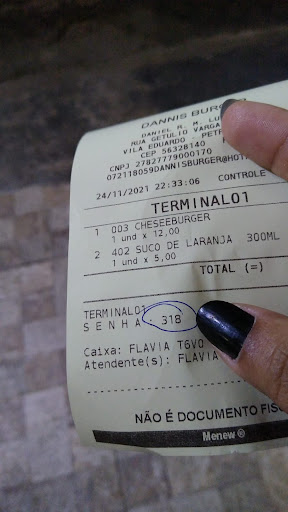 DANNIS BURG
DANIEL R. M. LU
RUA GETULIO VARGA
VILA EDUARDO - PETR
CEP 56328140
CNPJ 27827779000170
072118059DANNISBURGER@HOT
24/11/2021 22:33:06 CONTROLE
TERMINAL01
1 003 CHESEEBURGER
1 und x 12,00
2 402 SUCO DE LARANJA 300ML
1 und x 5,00
TOTAL (=)
TERMINAL01
SENHA 318
Caixa: FLAVIA T6V0
Atendente(s): FLAVIA
NÃO É DOCUMENTO FISC
Menew ®